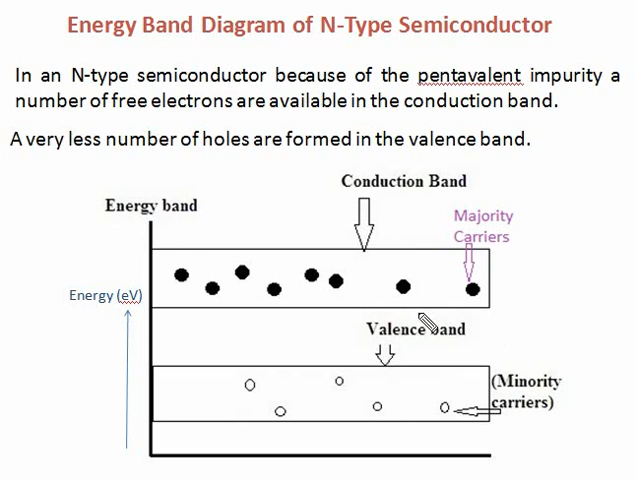 Energy Band Diagram of N-Type Semiconductor
In an N-type semiconductor because of the pentavalent impurity a
number of free electrons are available in the conduction band.
A very less number of holes are formed in the valence band.
Conduction Band
Energy band
Majority
Carriers
Energy (eV)
Valence band
(Minority
carriers)